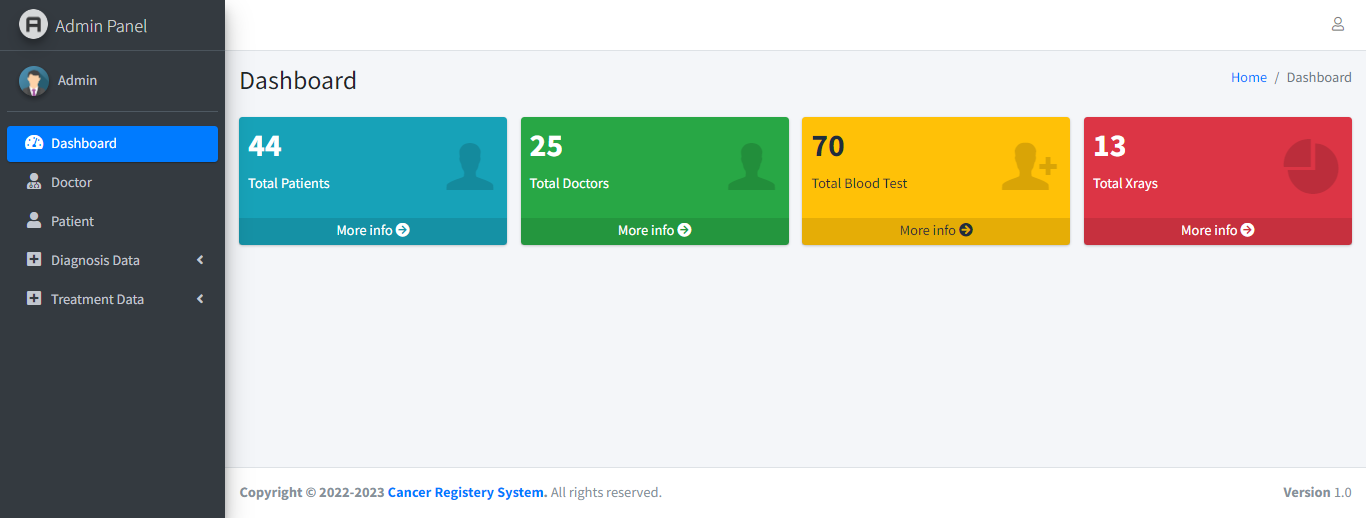 Admin Panel
Admin
Dashboard
Doctor
Patient
Diagnosis Data
Treatment Data
Dashboard
Home / Dashboard
44
Total Patients
More info
25
Total Doctors
More info
70
Total Blood Test
More info
13
Total Xrays
More info
Copyright © 2022-2023 Cancer Registery System. All rights reserved.
Version 1.0